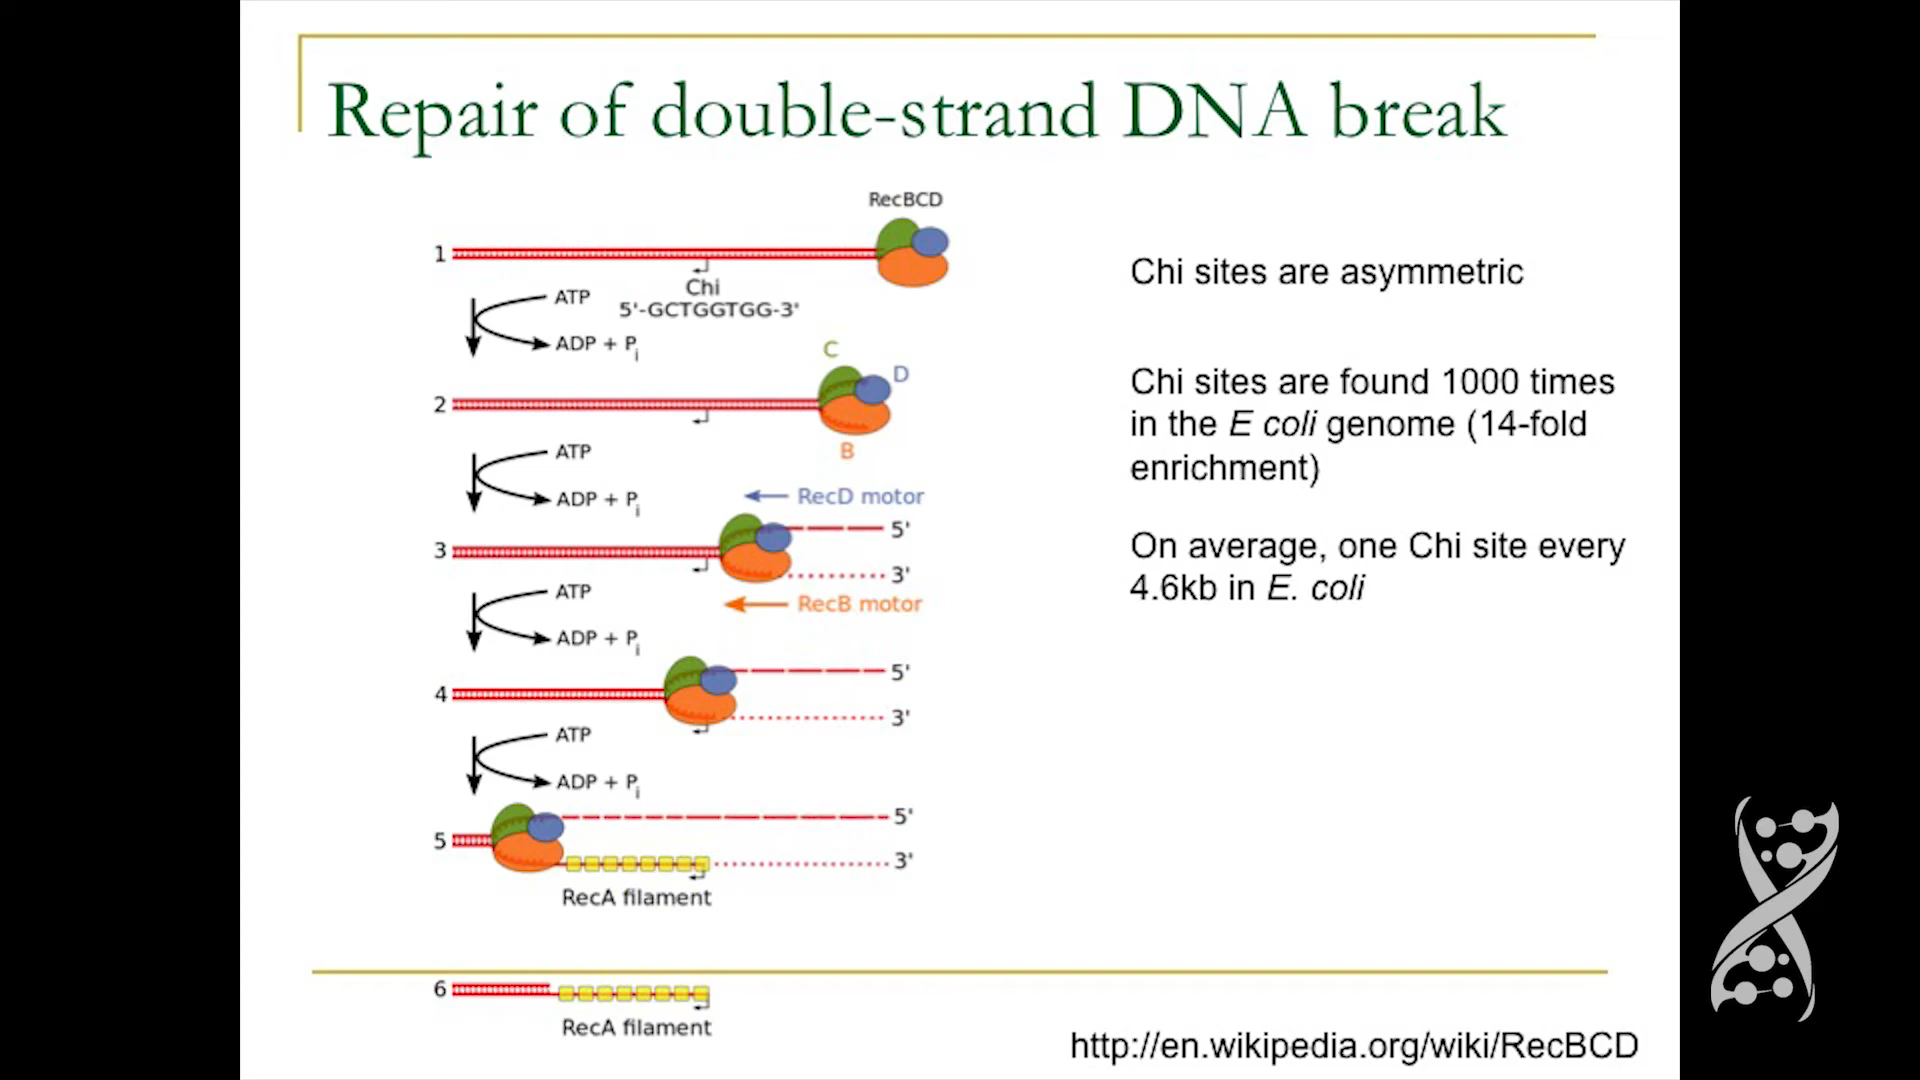 Repair of double-strand DNA break
RecBCD
1
Chi
5'-GCTGGTGG-3'
ATP
ADP + Pi
C
D
2
B
ATP
ADP + Pi
RecD motor
5'
3
3'
RecB motor
ATP
ADP + Pi
5'
4
3'
ATP
ADP + Pi
5'
5
3'
RecA filament
6
RecA filament
Chi sites are asymmetric
Chi sites are found 1000 times
in the E coli genome (14-fold
enrichment)
On average, one Chi site every
4.6kb in E. coli
http://en.wikipedia.org/wiki/RecBCD